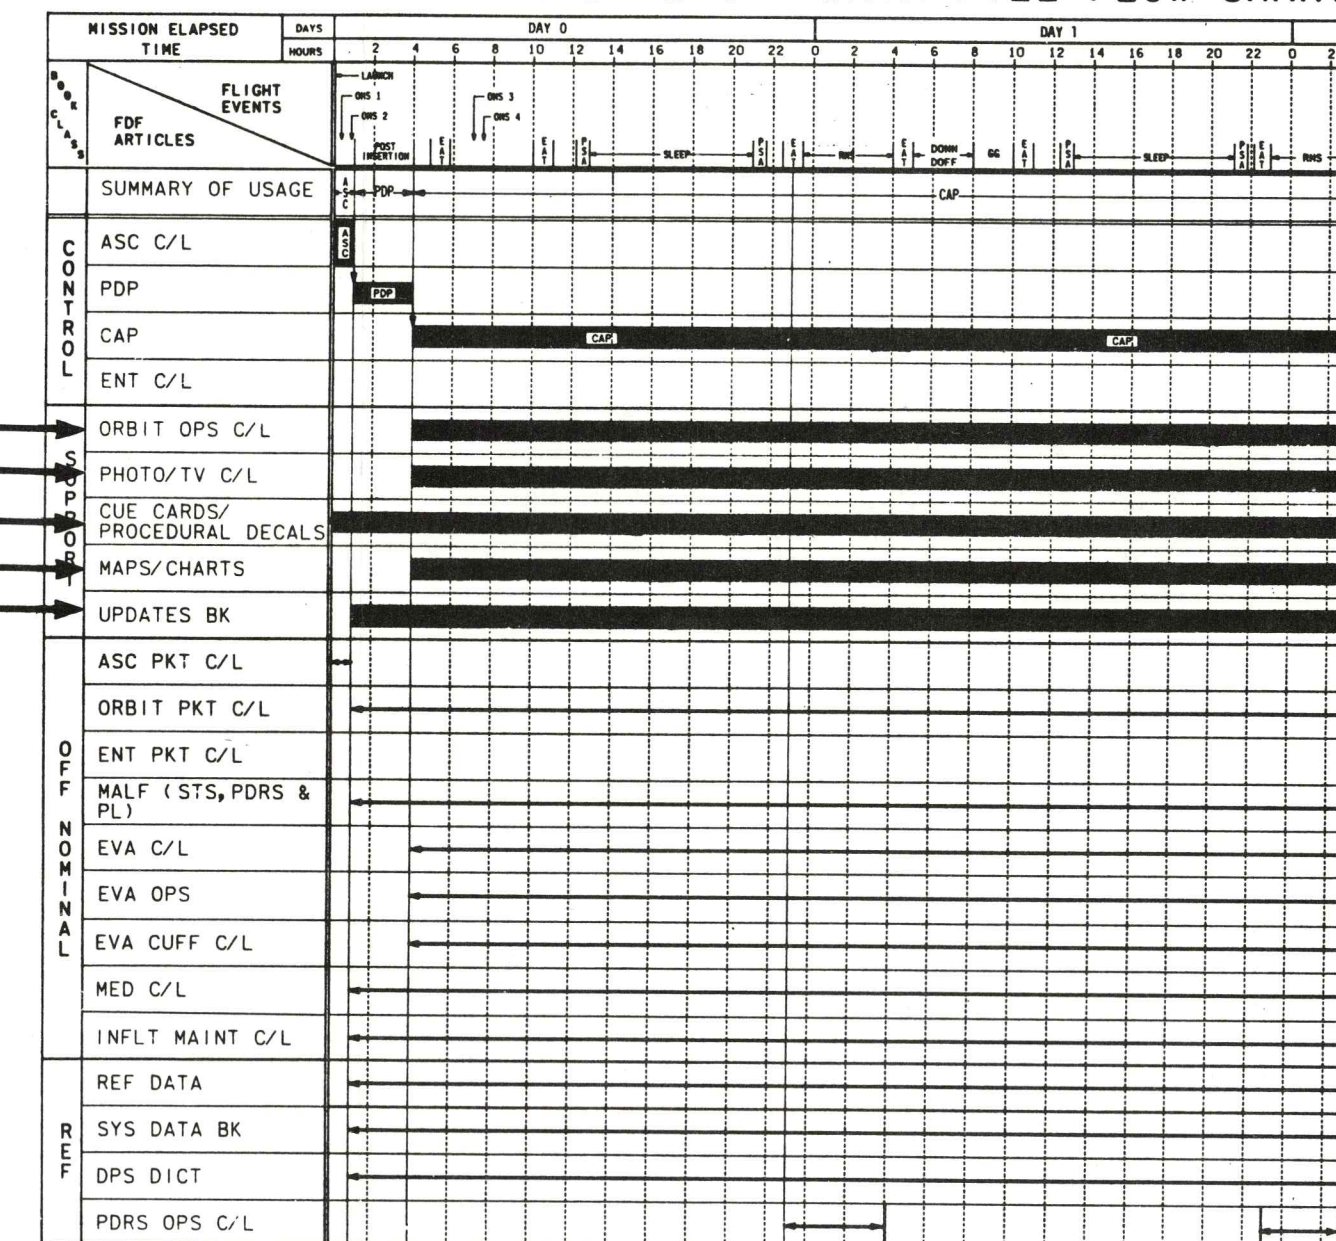 MISSION ELAPSED TIME
DAYS
DAY 0
DAY 1
HOURS
2 4 6 8 10 12 14 16 18 20 22 0 2 4 6 8 10 12 14 16 18 20 22 0 2
BOOK CLASS
FLIGHT EVENTS
FDF ARTICLES
LAUNCH
OMS 1
OMS 2
OMS 3
OMS 4
POST INSERTION
EAT
EAT
PSA
SLEEP
PSA
EAT
RMS
EAT
DOWN DOFF
GG
EAT
PSA
SLEEP
PSA
EAT
RMS
SUMMARY OF USAGE
ASC
PDP
CAP
CONTROL
ASC C/L
ASC
PDP
PDP
CAP
CAP
CAP
ENT C/L
SUPPORT
ORBIT OPS C/L
PHOTO/TV C/L
CUE CARDS/
PROCEDURAL DECALS
MAPS/CHARTS
UPDATES BK
OFF NOMINAL
ASC PKT C/L
ORBIT PKT C/L
ENT PKT C/L
MALF (STS, PDRS &
PL)
EVA C/L
EVA OPS
EVA CUFF C/L
MED C/L
INFLT MAINT C/L
REF
REF DATA
SYS DATA BK
DPS DICT
PDRS OPS C/L